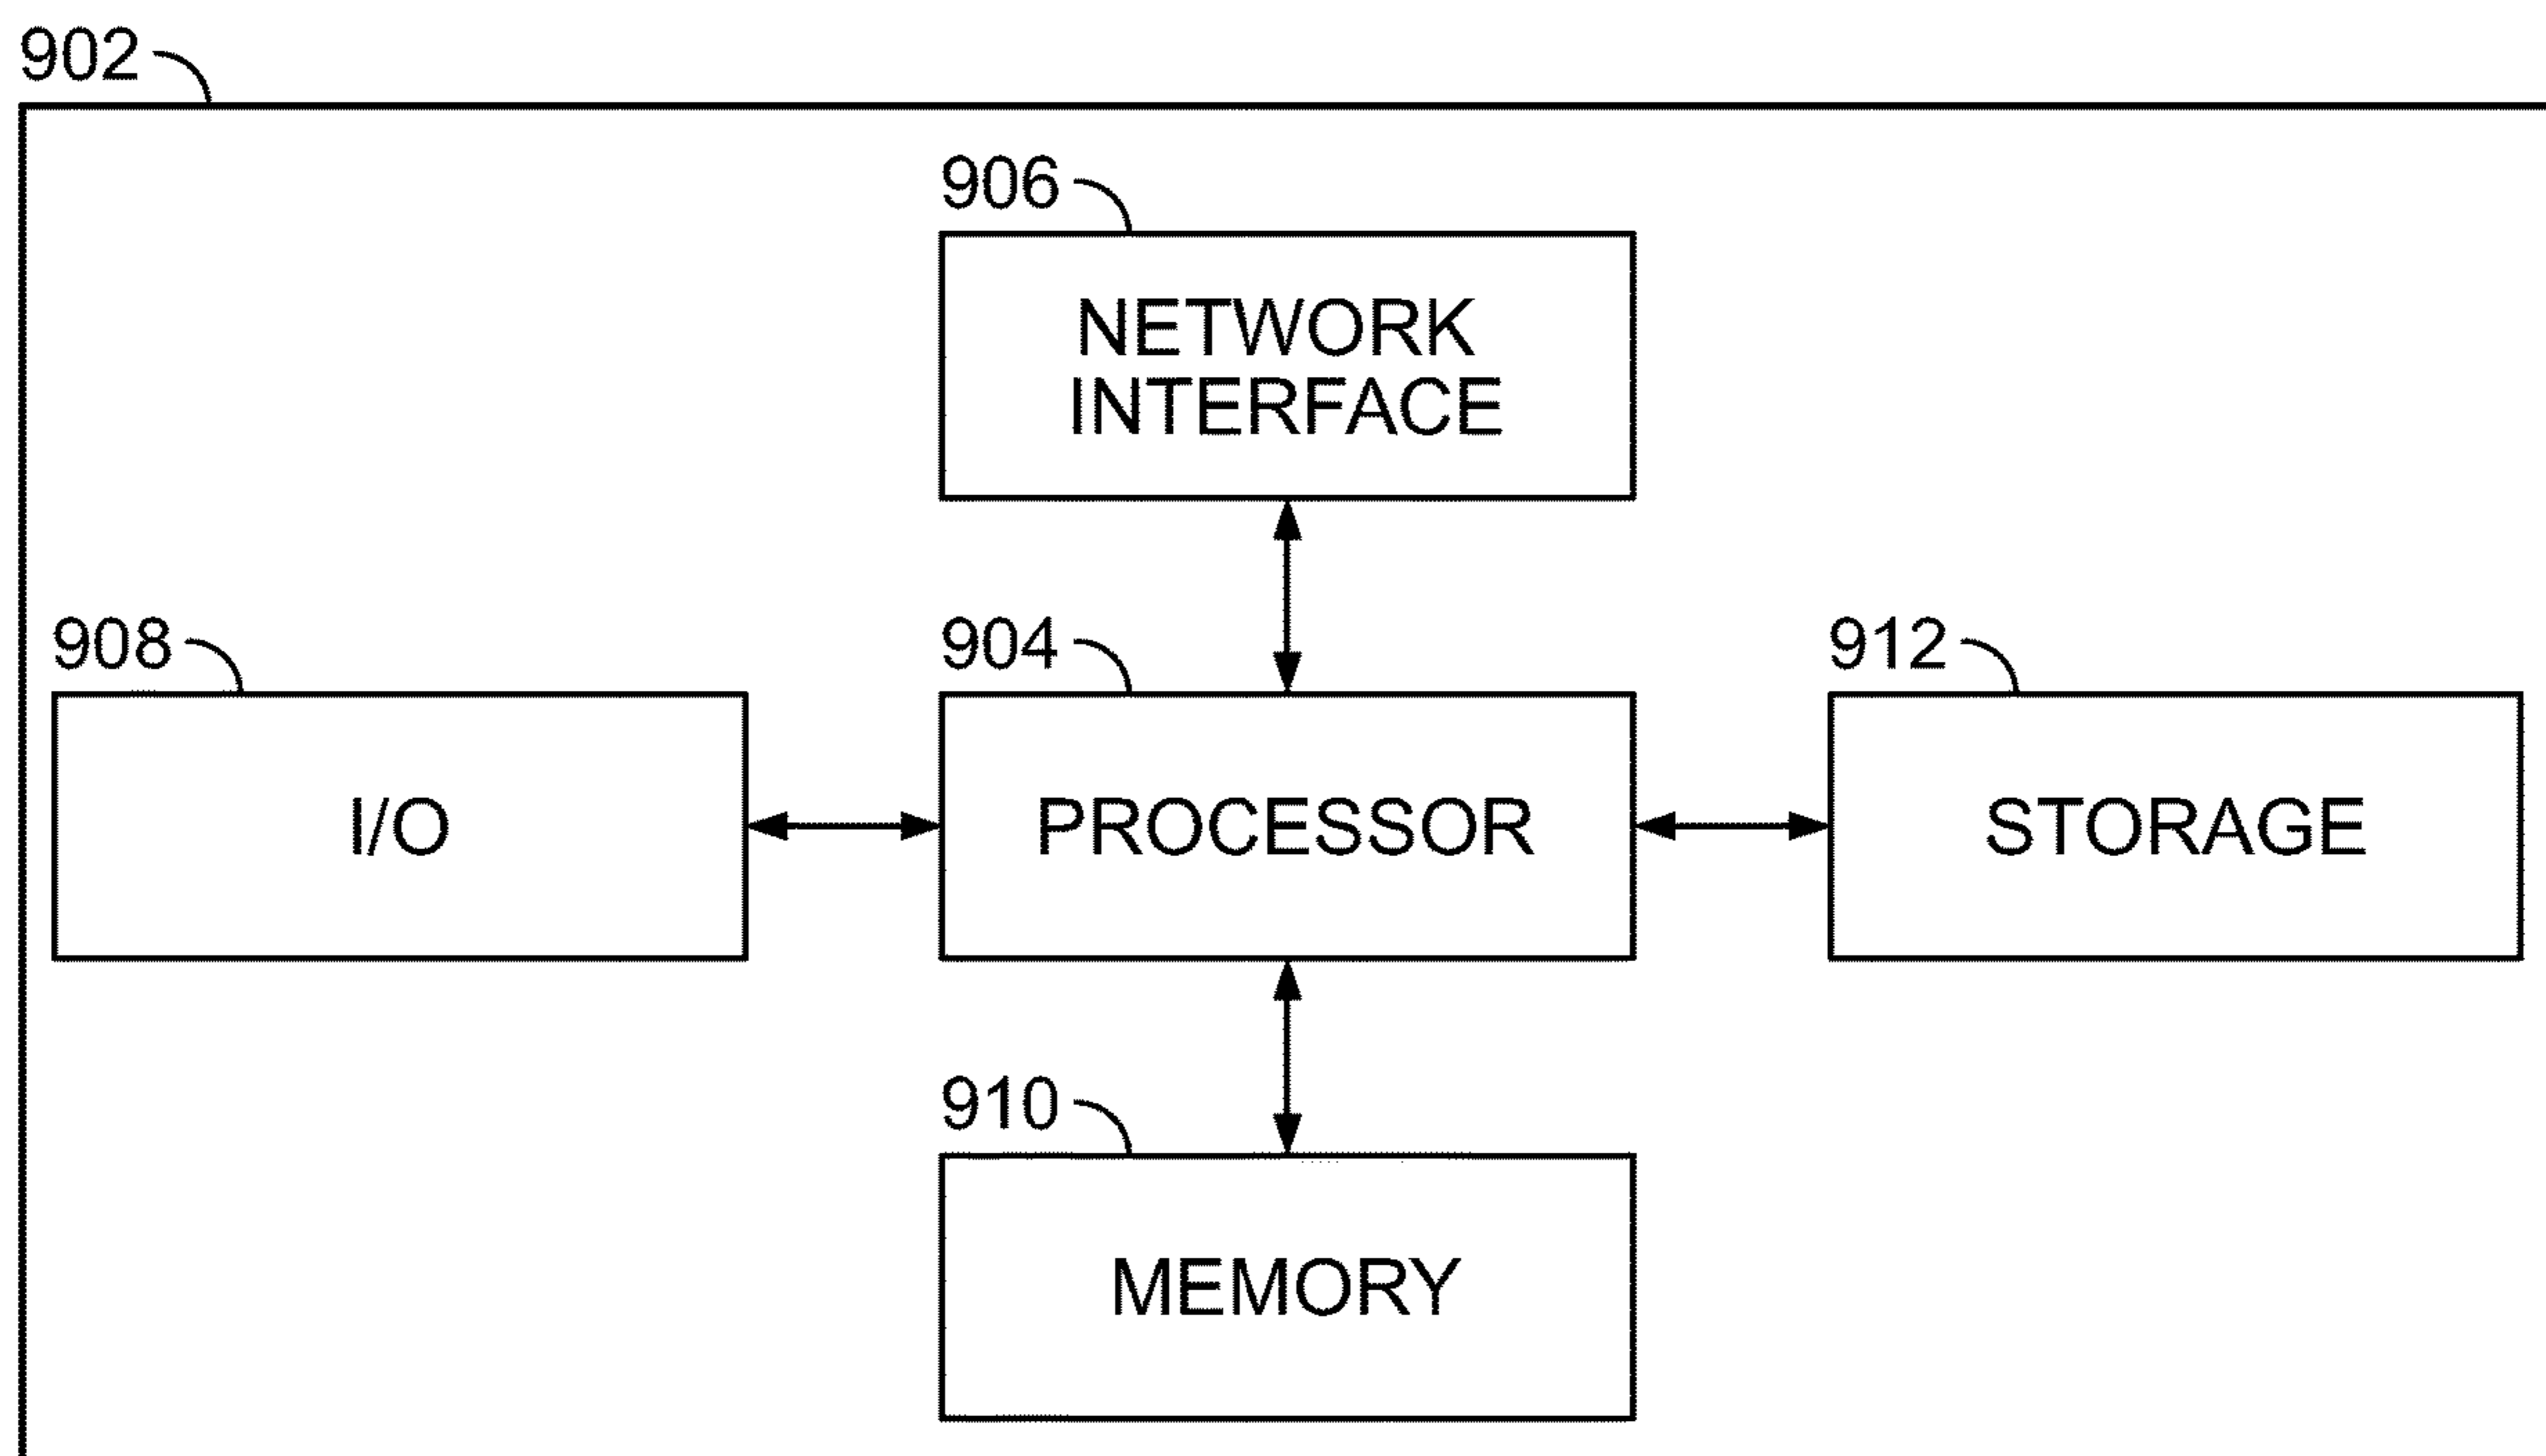 902
906
NETWORK
INTERFACE
908
904
912
I/O
PROCESSOR
STORAGE
910
MEMORY